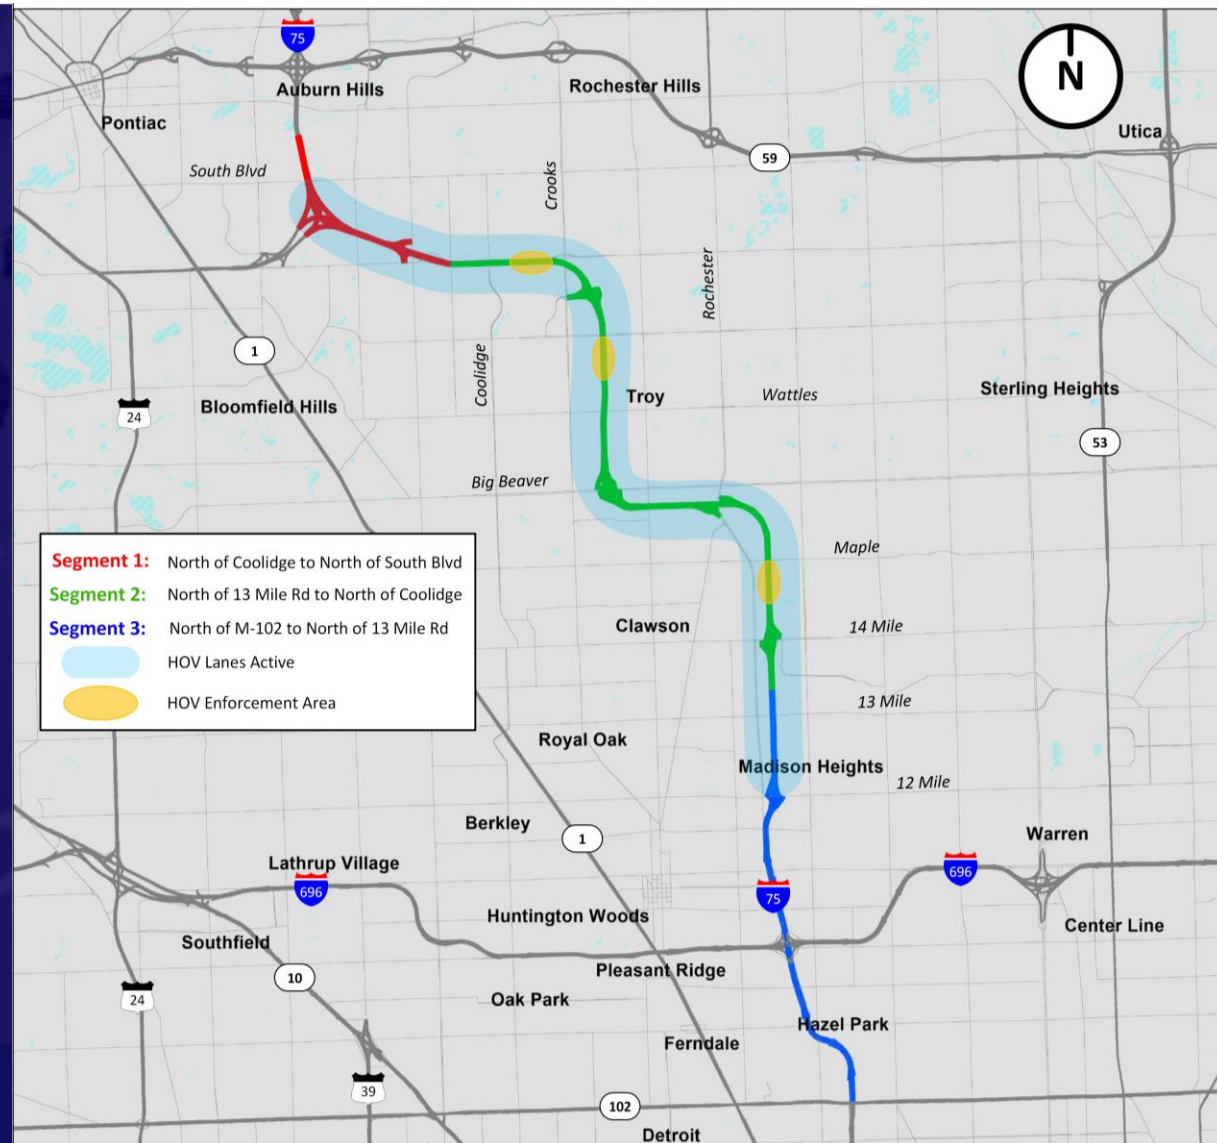 75
N
Auburn Hills
Rochester Hills
Pontiac
Utica
59
South Blvd
Crooks
Rochester
1
Coolidge
Troy
Wattles
Sterling Heights
24
Bloomfield Hills
53
Big Beaver
Maple
Segment 1: North of Coolidge to North of South Blvd
Segment 2: North of 13 Mile Rd to North of Coolidge
Segment 3: North of M-102 to North of 13 Mile Rd
HOV Lanes Active
HOV Enforcement Area
Clawson
14 Mile
13 Mile
Royal Oak
Madison Heights
12 Mile
Berkley
1
Warren
Lathrup Village
696
696
75
Huntington Woods
Center Line
Southfield
Pleasant Ridge
10
24
Oak Park
Hazel Park
Ferndale
39
102
Detroit